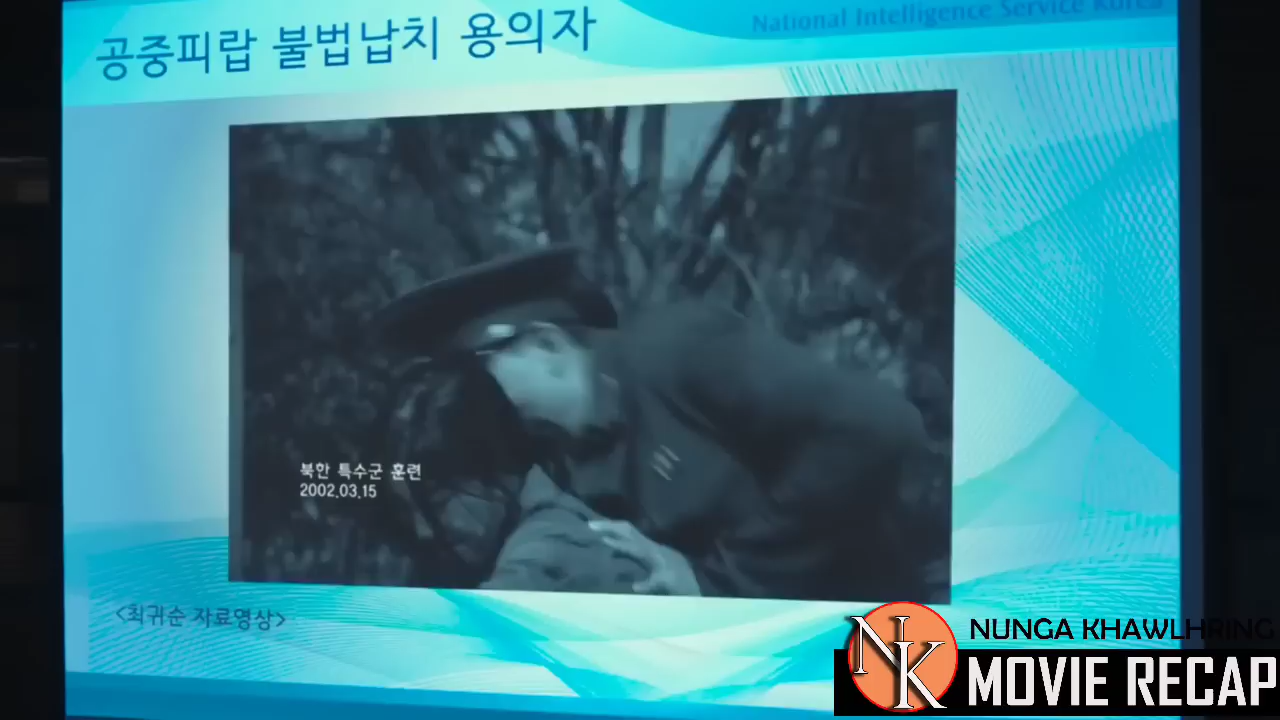 National Intelligence Service Korea
공중피랍 불법납치 용의자
북한 특수군 훈련
2002.03.15
<최귀순 자료영상>
NK
NUNGA KHAWLHRING
MOVIE RECAP